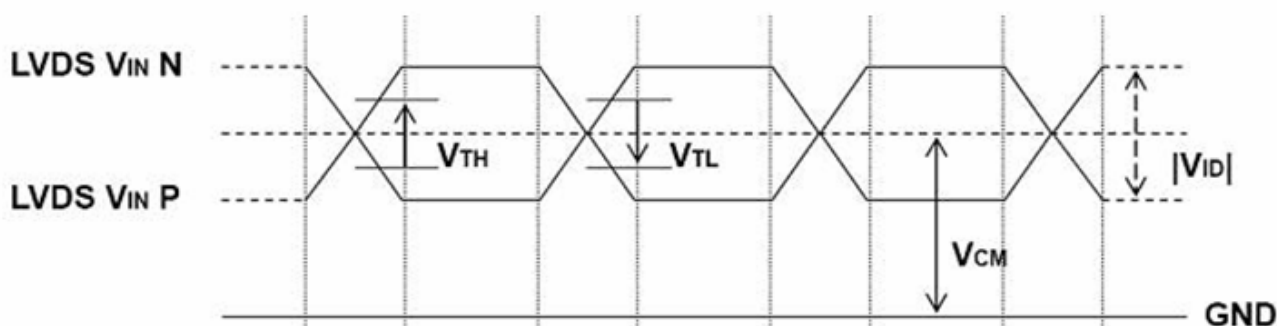 LVDS VIN N
VTH
VTL
|VID|
LVDS VIN P
VCM
GND